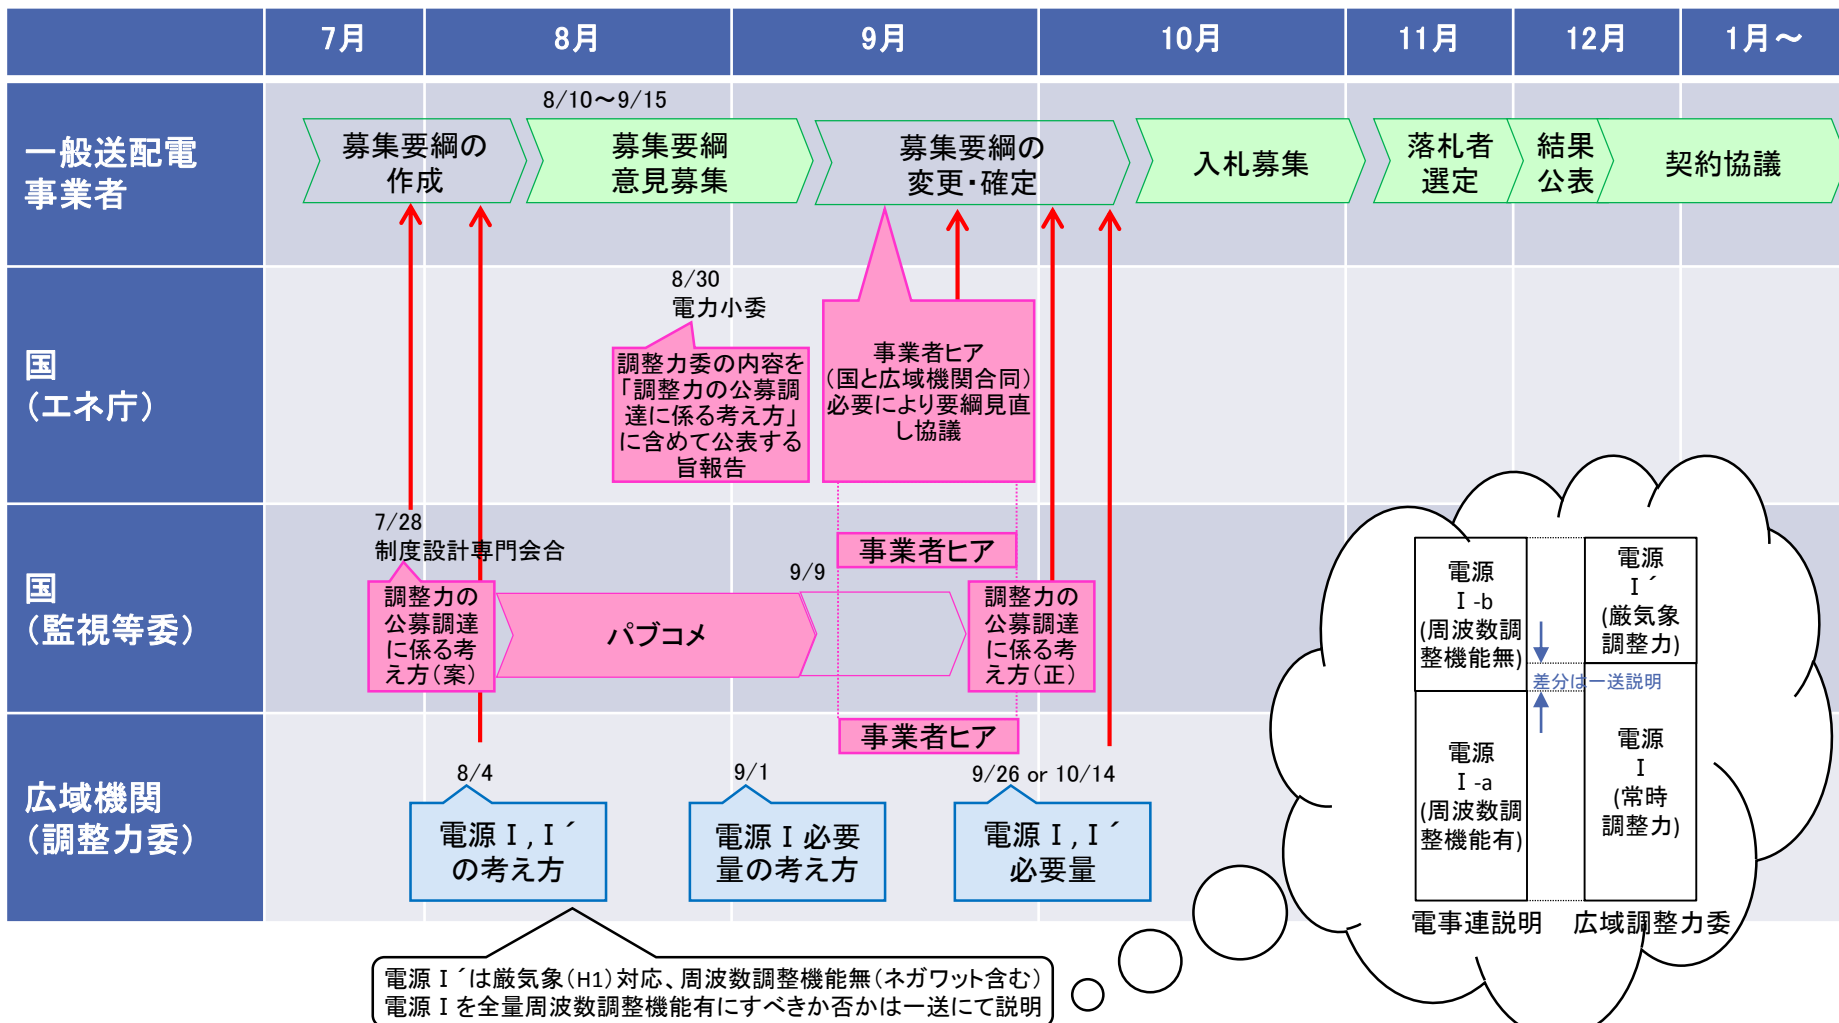 7月
8月
9月
10月
11月
12月
1月～
一般送配電
事業者
8/10～9/15
募集要綱の
作成
募集要綱
意見募集
募集要綱の
変更・確定
入札募集
落札者
選定
結果
公表
契約協議
国
（エネ庁）
8/30
電力小委
調整力委の内容を
「調整力の公募調
達に係る考え方」
に含めて公表する
旨報告
事業者ヒア
（国と広域機関合同）
必要により要綱見直
し協議
国
（監視等委）
7/28
制度設計専門会合
調整力の
公募調達
に係る考
え方（案）
パブコメ
9/9
事業者ヒア
調整力の
公募調達
に係る考
え方（正）
広域機関
（調整力委）
事業者ヒア
8/4
電源Ⅰ,Ⅰ´
の考え方
9/1
電源Ⅰ必要
量の考え方
9/26 or 10/14
電源Ⅰ,Ⅰ´
必要量
電源Ⅰ´は厳気象（H1）対応、周波数調整機能無（ネガワット含む）
電源Ⅰを全量周波数調整機能有にすべきか否かは一送にて説明
電源
Ⅰ-b
(周波数調
整機能無)
電源
Ⅰ-a
(周波数調
整機能有)
電事連説明
差分は一送説明
電源
Ⅰ´
(厳気象
調整力)
電源
Ⅰ
(常時
調整力)
広域調整力委